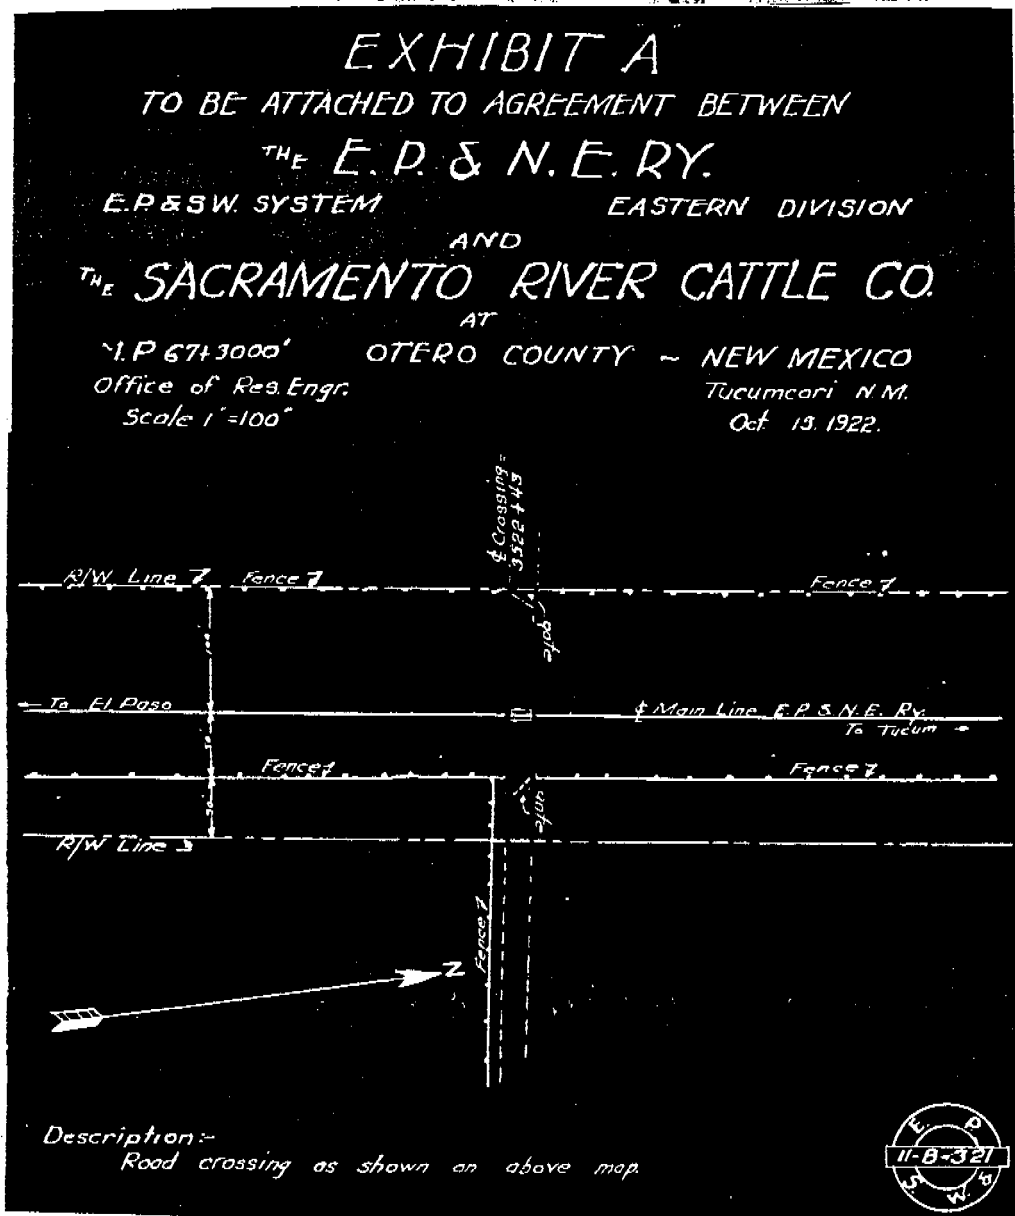 EXHIBIT A
TO BE ATTACHED TO AGREEMENT BETWEEN
THE E.P. & N.E. RY.
E.P. & S.W. SYSTEM EASTERN DIVISION
AND
THE SACRAMENTO RIVER CATTLE CO.
AT
M.P 67+3000' OTERO COUNTY ~ NEW MEXICO
Office of Res. Engr. Tucumcari N.M.
Scale 1"=100' Oct. 13. 1922.
℄ Crossing =
3522+43
R/W Line Fence Fence
gate
100
To El Paso
℄ Main Line E.P. & N.E. Ry.
To Tucum
50
Fence Fence
gate
50
R/W Line
Fence
N
Description:-
Road crossing as shown on above map.
E. P.
11-B-321
S. W. &